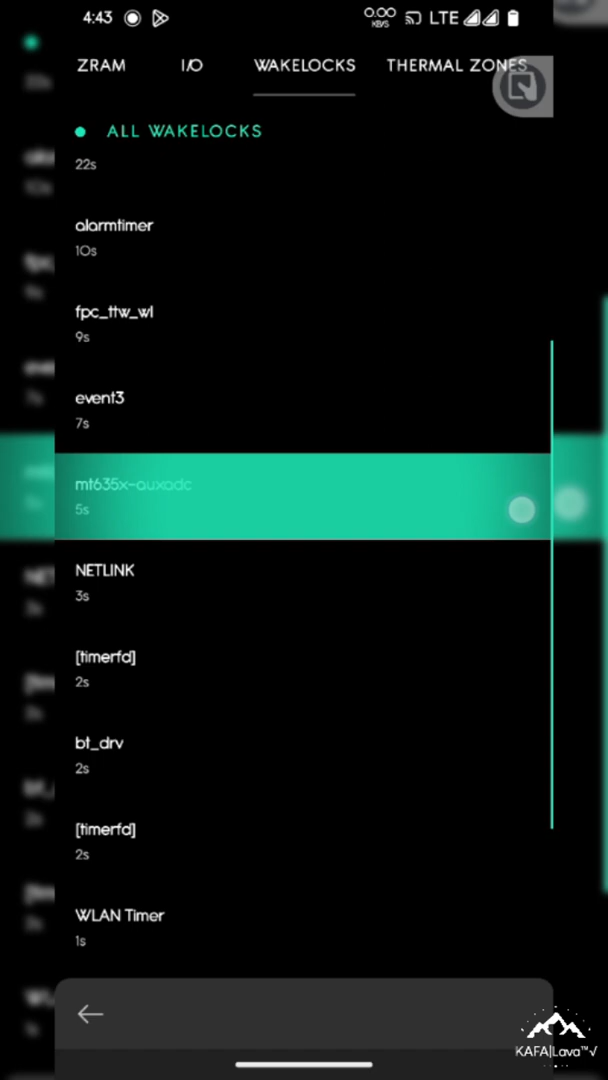 4:43
0.00
KB/S
LTE
ZRAM I/O WAKELOCKS THERMAL ZONES
ALL WAKELOCKS
22s
alarmtimer
10s
fpc_ttw_wl
9s
event3
7s
mt635x-auxadc
5s
NETLINK
3s
[timerfd]
2s
bt_drv
2s
[timerfd]
2s
WLAN Timer
1s
KAFA|Lava™√